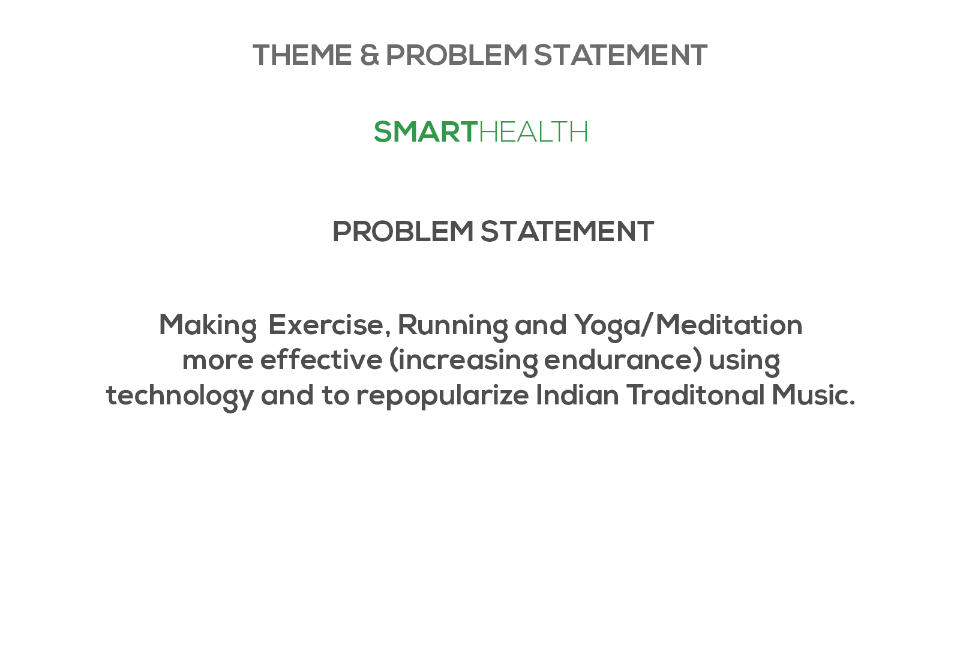 THEME & PROBLEM STATEMENT
SMARTHEALTH
PROBLEM STATEMENT
Making Exercise, Running and Yoga/Meditation
more effective (increasing endurance) using
technology and to repopularize Indian Traditonal Music.